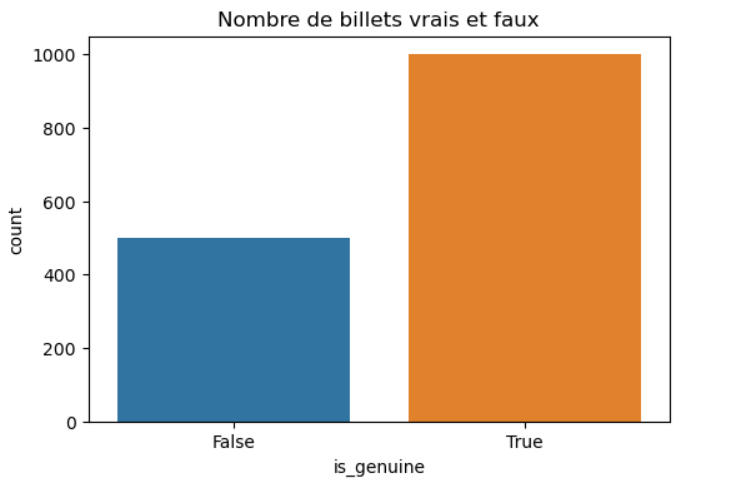 Nombre de billets vrais et faux
1000
800
600
400
200
0
count
False True
is_genuine